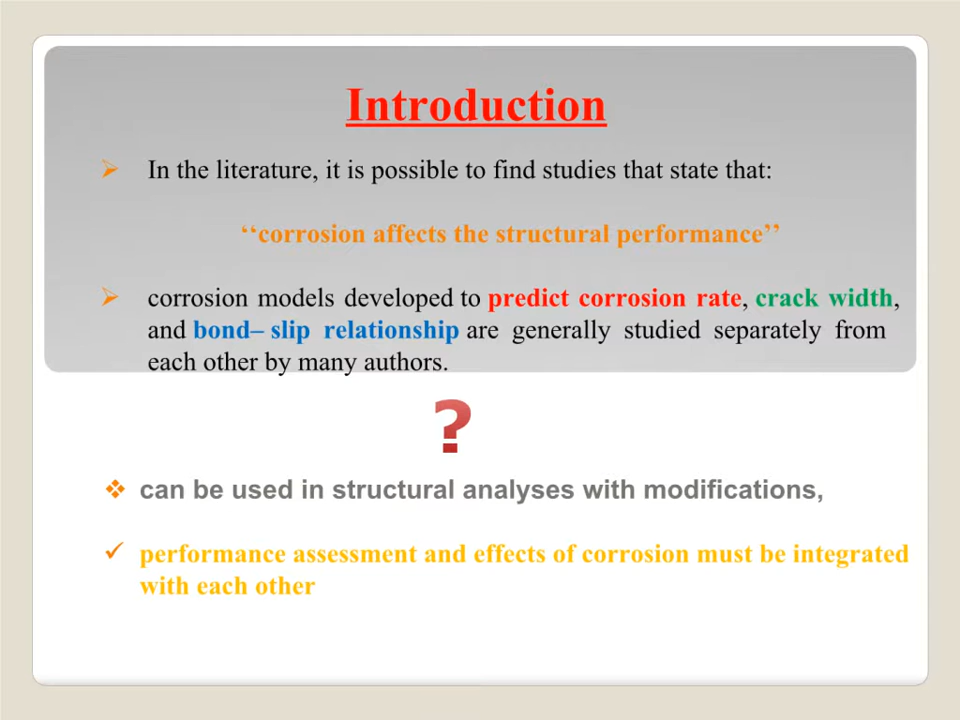 Introduction
In the literature, it is possible to find studies that state that:
‘‘corrosion affects the structural performance’’
corrosion models developed to predict corrosion rate, crack width,
and bond– slip relationship are generally studied separately from
each other by many authors.
?
can be used in structural analyses with modifications,
performance assessment and effects of corrosion must be integrated
with each other